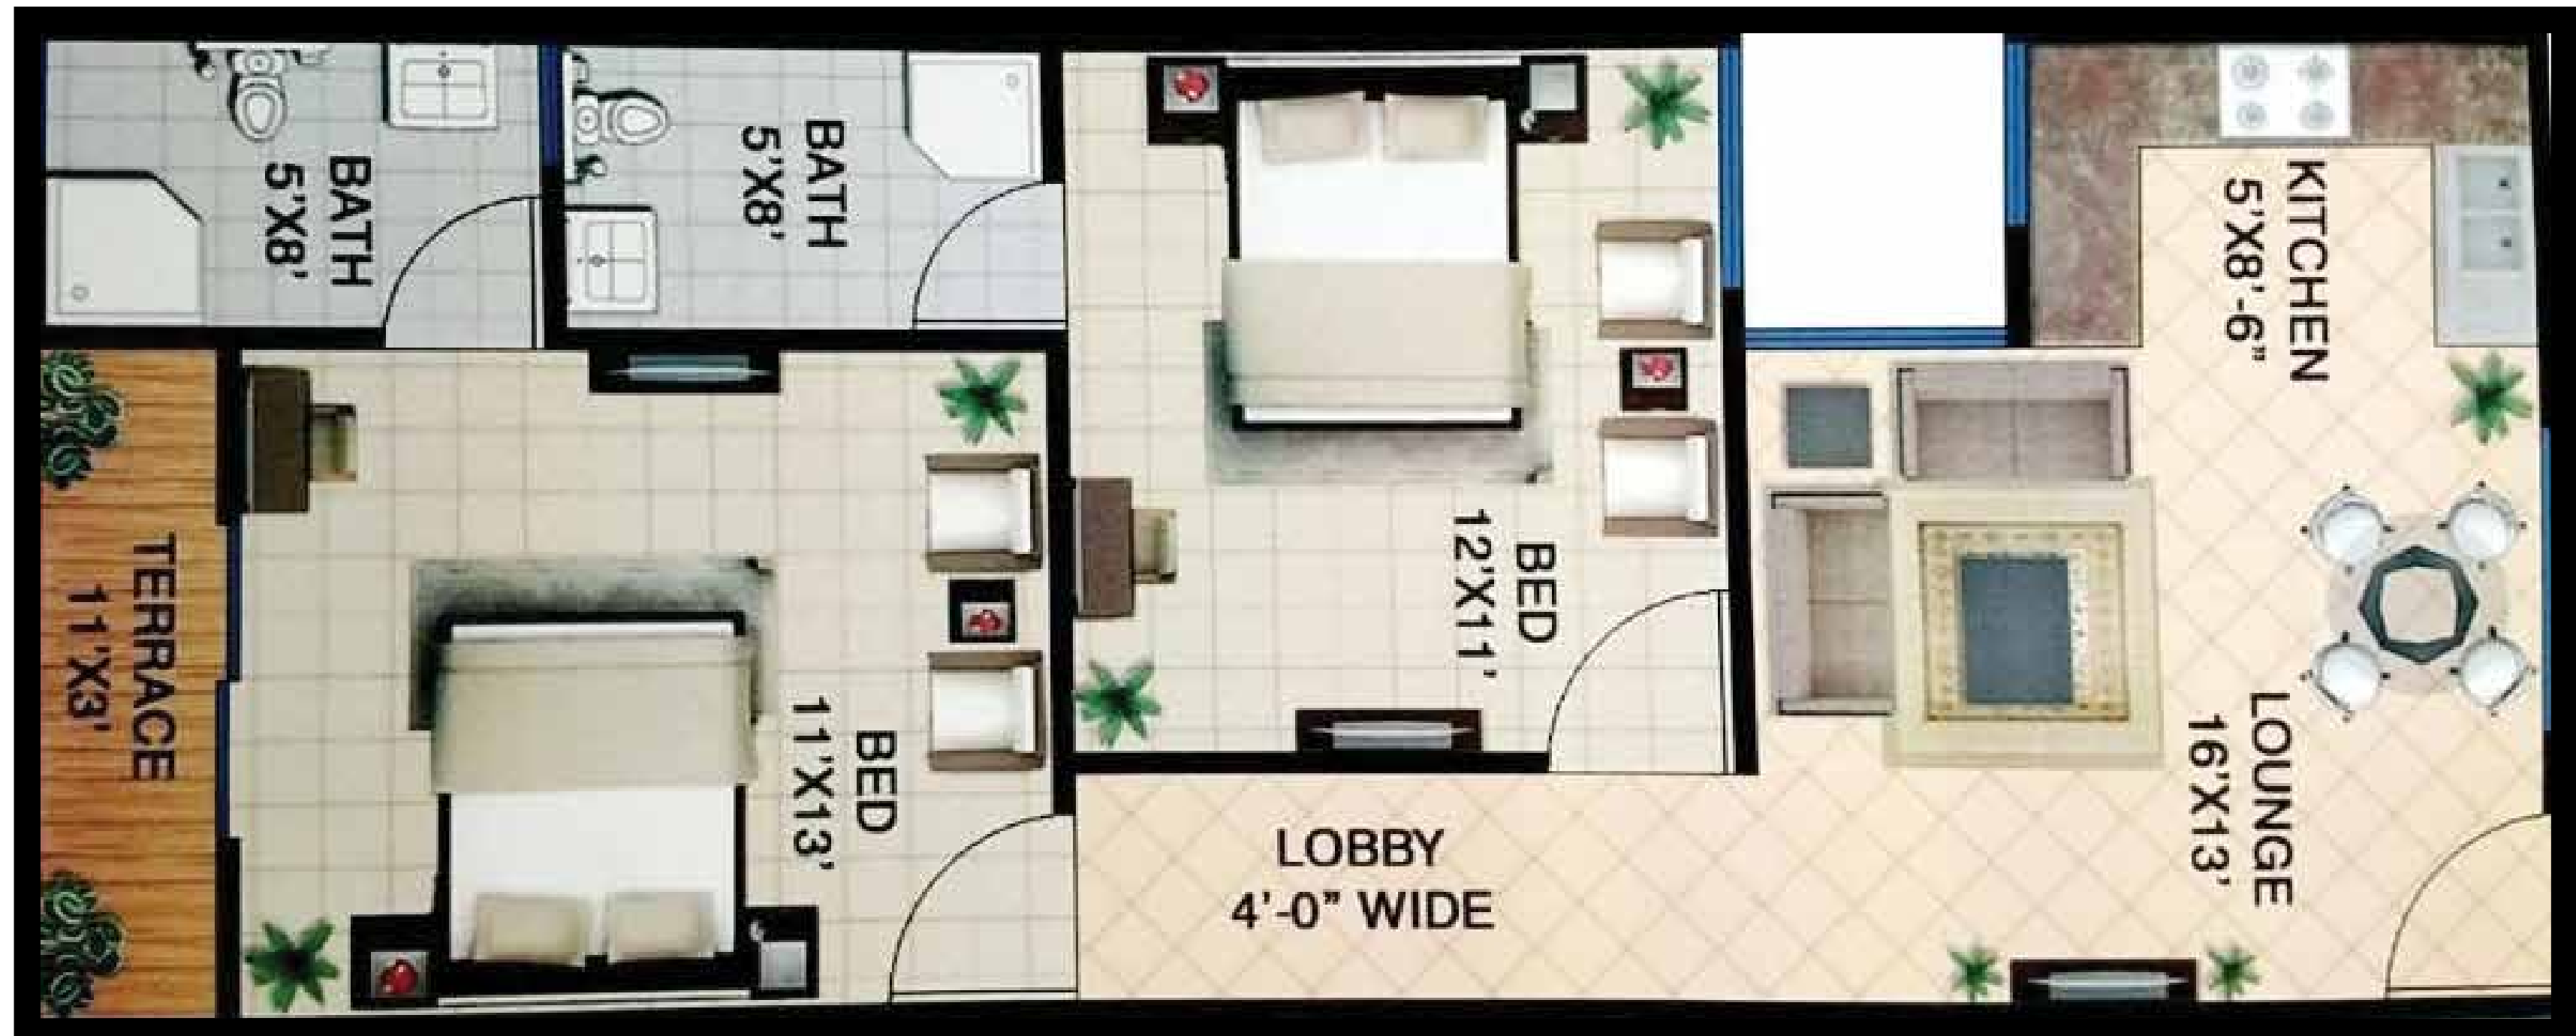 BATH
5'X8'
BATH
5'X8'
KITCHEN
5'X8'-6"
BED
12'X11'
TERRACE
11'X3'
BED
11'X13'
LOUNGE
16'X13'
LOBBY
4'-0" WIDE